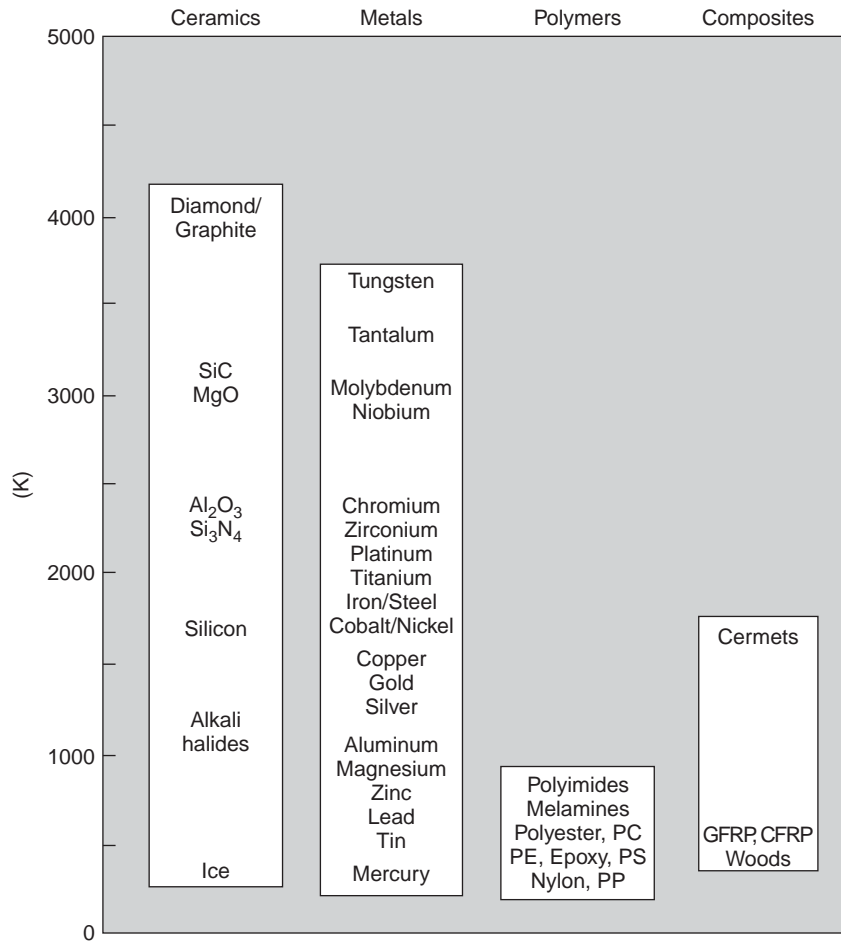 Ceramics Metals Polymers Composites
5000
4000
3000
2000
1000
0
(K)
Diamond/
Graphite
SiC
MgO
Al₂O₃
Si₃N₄
Silicon
Alkali
halides
Ice
Tungsten
Tantalum
Molybdenum
Niobium
Chromium
Zirconium
Platinum
Titanium
Iron/Steel
Cobalt/Nickel
Copper
Gold
Silver
Aluminum
Magnesium
Zinc
Lead
Tin
Mercury
Polyimides
Melamines
Polyester, PC
PE, Epoxy, PS
Nylon, PP
Cermets
GFRP, CFRP
Woods